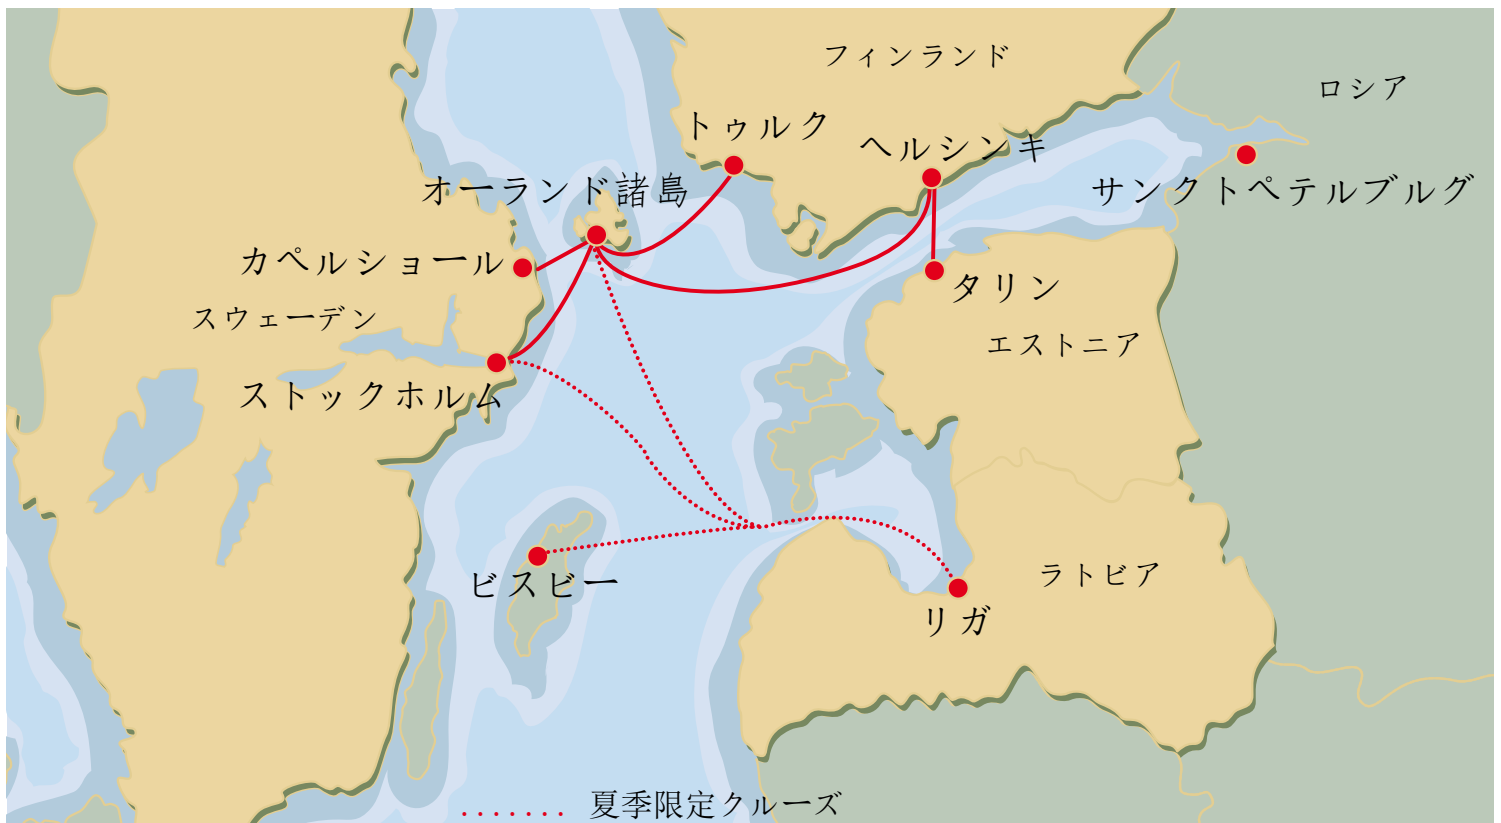 フィンランド
ロシア
トゥルク
ヘルシンキ
オーランド諸島
サンクトペテルブルグ
カペルショール
タリン
スウェーデン
エストニア
ストックホルム
ラトビア
ビスビー
リガ
夏季限定クルーズ